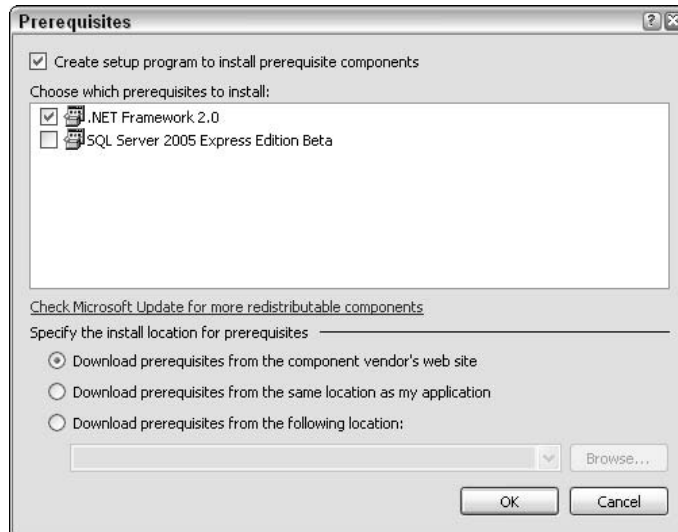 Prerequisites
Create setup program to install prerequisite components
Choose which prerequisites to install:
.NET Framework 2.0
SQL Server 2005 Express Edition Beta
Check Microsoft Update for more redistributable components
Specify the install location for prerequisites
Download prerequisites from the component vendor's web site
Download prerequisites from the same location as my application
Download prerequisites from the following location:
Browse...
OK Cancel